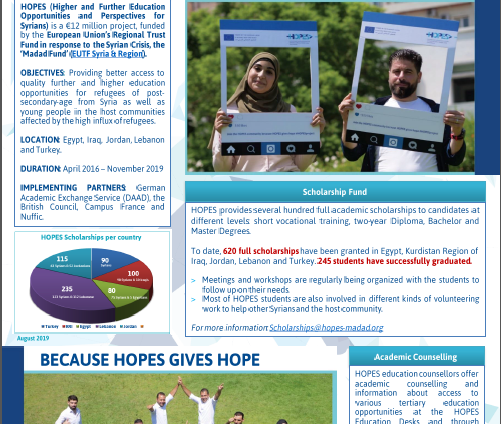 HOPES (Higher and Further Education
Opportunities and Perspectives for
Syrians) is a €12 million project, funded
by the European Union's Regional Trust
Fund in response to the Syrian Crisis, the
'Madad Fund' (EUTF Syria & Region).
OBJECTIVES: Providing better access to
quality further and higher education
opportunities for refugees of post-
secondary-age from Syria as well as
young people in the host communities
affected by the high influx of refugees.
LOCATION: Egypt, Iraq, Jordan, Lebanon
and Turkey.
DURATION: April 2016 – November 2019
IMPLEMENTING PARTNERS: German
Academic Exchange Service (DAAD), the
British Council, Campus France and
Nuffic.
HOPES Scholarships per country
115
90
100
80
235
Turkey KRI Egypt Lebanon Jordan
August 2019
HOPES
Scholarship Fund
HOPES provides several hundred full academic scholarships to candidates at
different levels: short vocational training, two-year Diploma, Bachelor and
Master Degrees.
To date, 620 full scholarships have been granted in Egypt, Kurdistan Region of
Iraq, Jordan, Lebanon and Turkey. 245 students have successfully graduated.
> Meetings and workshops are regularly being organized with the students to
follow up on their needs.
> Most of HOPES students are also involved in different kinds of volunteering
work to help other Syrians and the host community.
For more information Scholarships@hopes-madad.org
BECAUSE HOPES GIVES HOPE
Academic Counselling
HOPES education counsellors offer
academic counselling and
information about access to
various tertiary education
opportunities at the HOPES
Education Desks and through